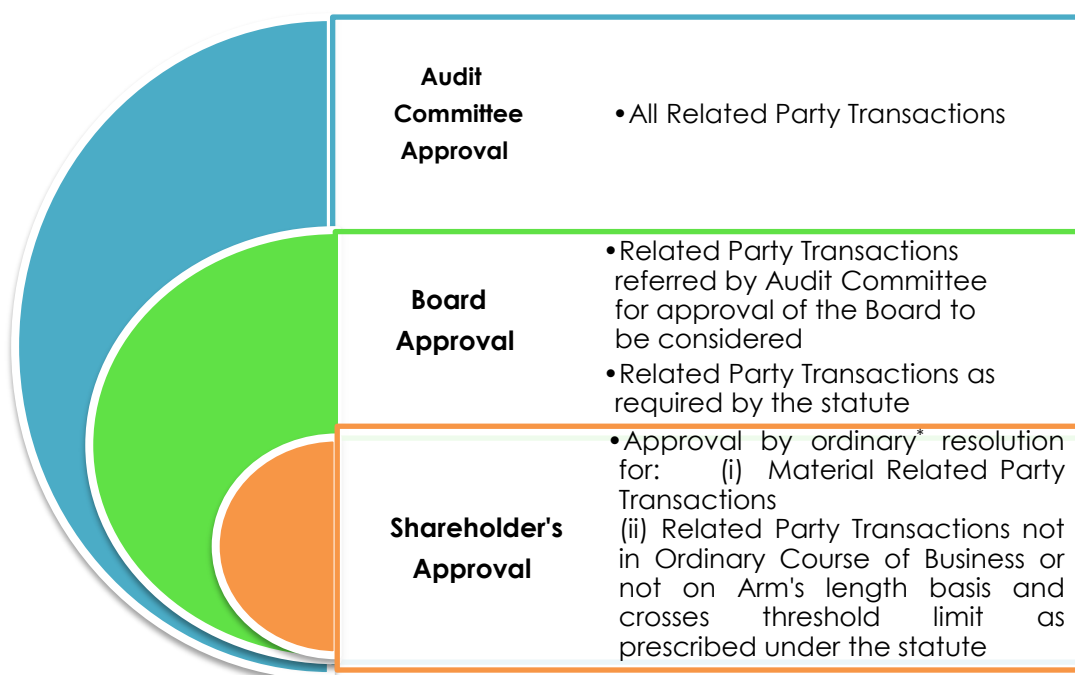 Audit
Committee
Approval
•All Related Party Transactions
Board
Approval
•Related Party Transactions
referred by Audit Committee
for approval of the Board to
be considered
•Related Party Transactions as
required by the statute
Shareholder's
Approval
•Approval by ordinary* resolution
for: (i) Material Related Party
Transactions
(ii) Related Party Transactions not
in Ordinary Course of Business or
not on Arm's length basis and
crosses threshold limit as
prescribed under the statute